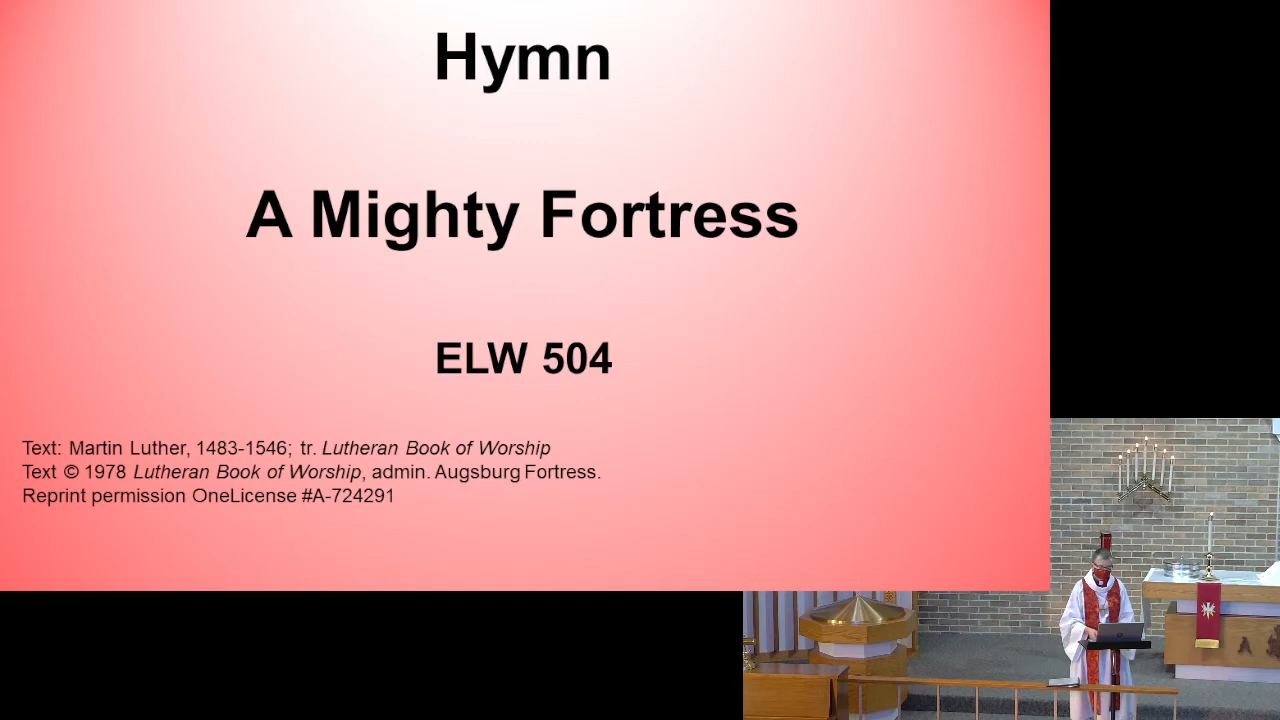 Hymn
A Mighty Fortress
ELW 504
Text: Martin Luther, 1483-1546; tr. Lutheran Book of Worship
Text © 1978 Lutheran Book of Worship, admin. Augsburg Fortress.
Reprint permission OneLicense #A-724291
A